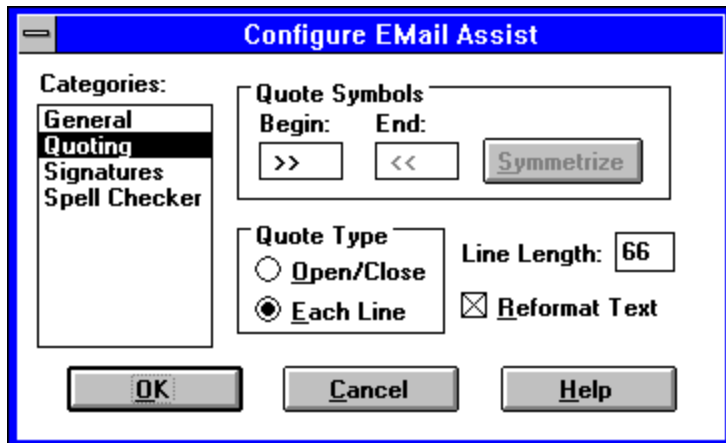 Configure EMail Assist
Categories:
General
Quoting
Signatures
Spell Checker
Quote Symbols
Begin: End:
>> << Symmetrize
Quote Type
Open/Close
Each Line
Line Length: 66
Reformat Text
OK Cancel Help